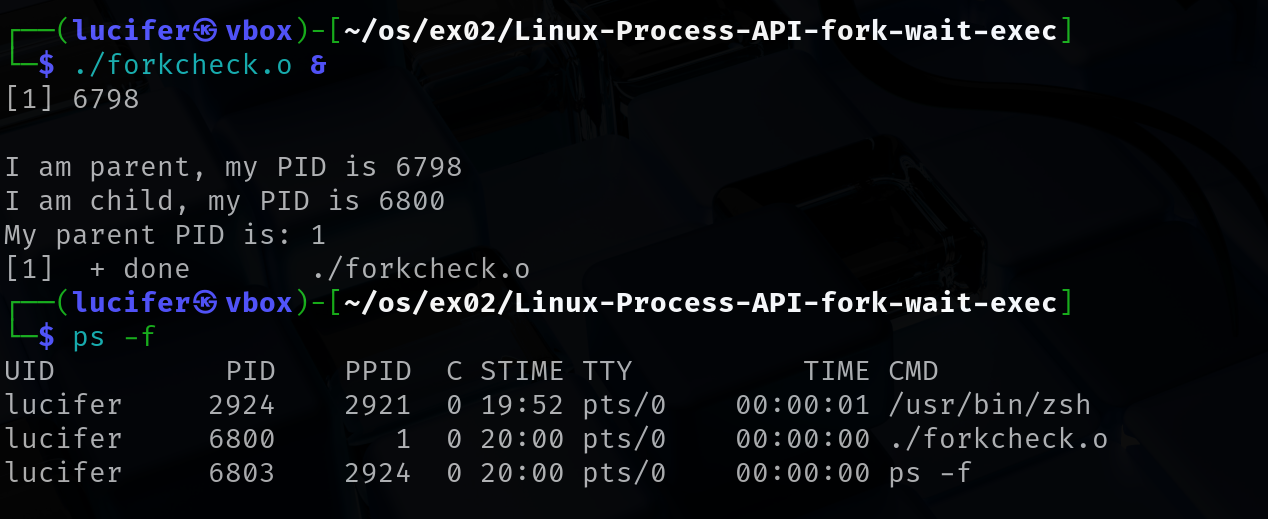 ┌──(lucifer㉿vbox)-[~/os/ex02/Linux-Process-API-fork-wait-exec]
└─$ ./forkcheck.o &
[1] 6798
I am parent, my PID is 6798
I am child, my PID is 6800
My parent PID is: 1
[1]  + done       ./forkcheck.o
┌──(lucifer㉿vbox)-[~/os/ex02/Linux-Process-API-fork-wait-exec]
└─$ ps -f
UID          PID    PPID  C STIME TTY          TIME CMD
lucifer     2924    2921  0 19:52 pts/0    00:00:01 /usr/bin/zsh
lucifer     6800       1  0 20:00 pts/0    00:00:00 ./forkcheck.o
lucifer     6803    2924  0 20:00 pts/0    00:00:00 ps -f